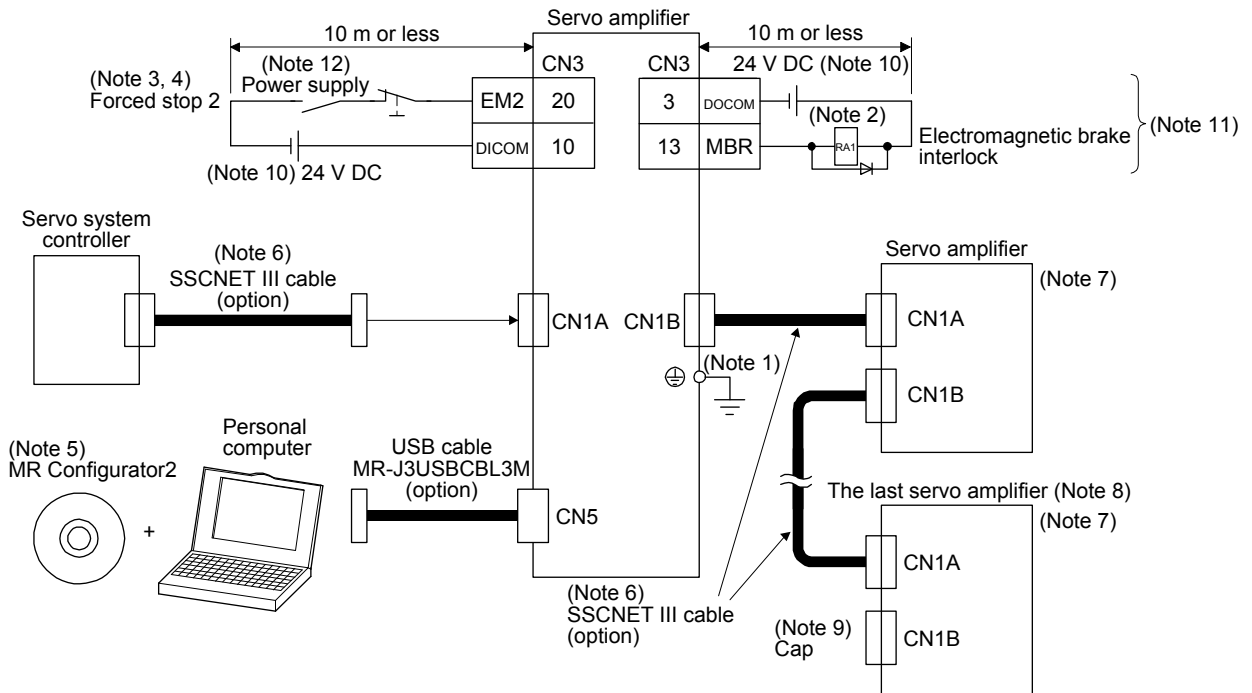 Servo amplifier
10 m or less
10 m or less
(Note 3, 4)
Forced stop 2
(Note 12)
Power supply
CN3
CN3
24 V DC (Note 10)
EM2
20
3
DOCOM
(Note 2)
DICOM
10
13
MBR
RA1
Electromagnetic brake
interlock
(Note 11)
(Note 10) 24 V DC
Servo system
controller
(Note 6)
SSCNET III cable
(option)
CN1A
CN1B
(Note 1)
Servo amplifier
(Note 7)
CN1A
CN1B
(Note 5)
MR Configurator2
+
Personal
computer
USB cable
MR-J3USBCBL3M
(option)
CN5
The last servo amplifier (Note 8)
(Note 7)
CN1A
(Note 6)
SSCNET III cable
(option)
(Note 9)
Cap
CN1B